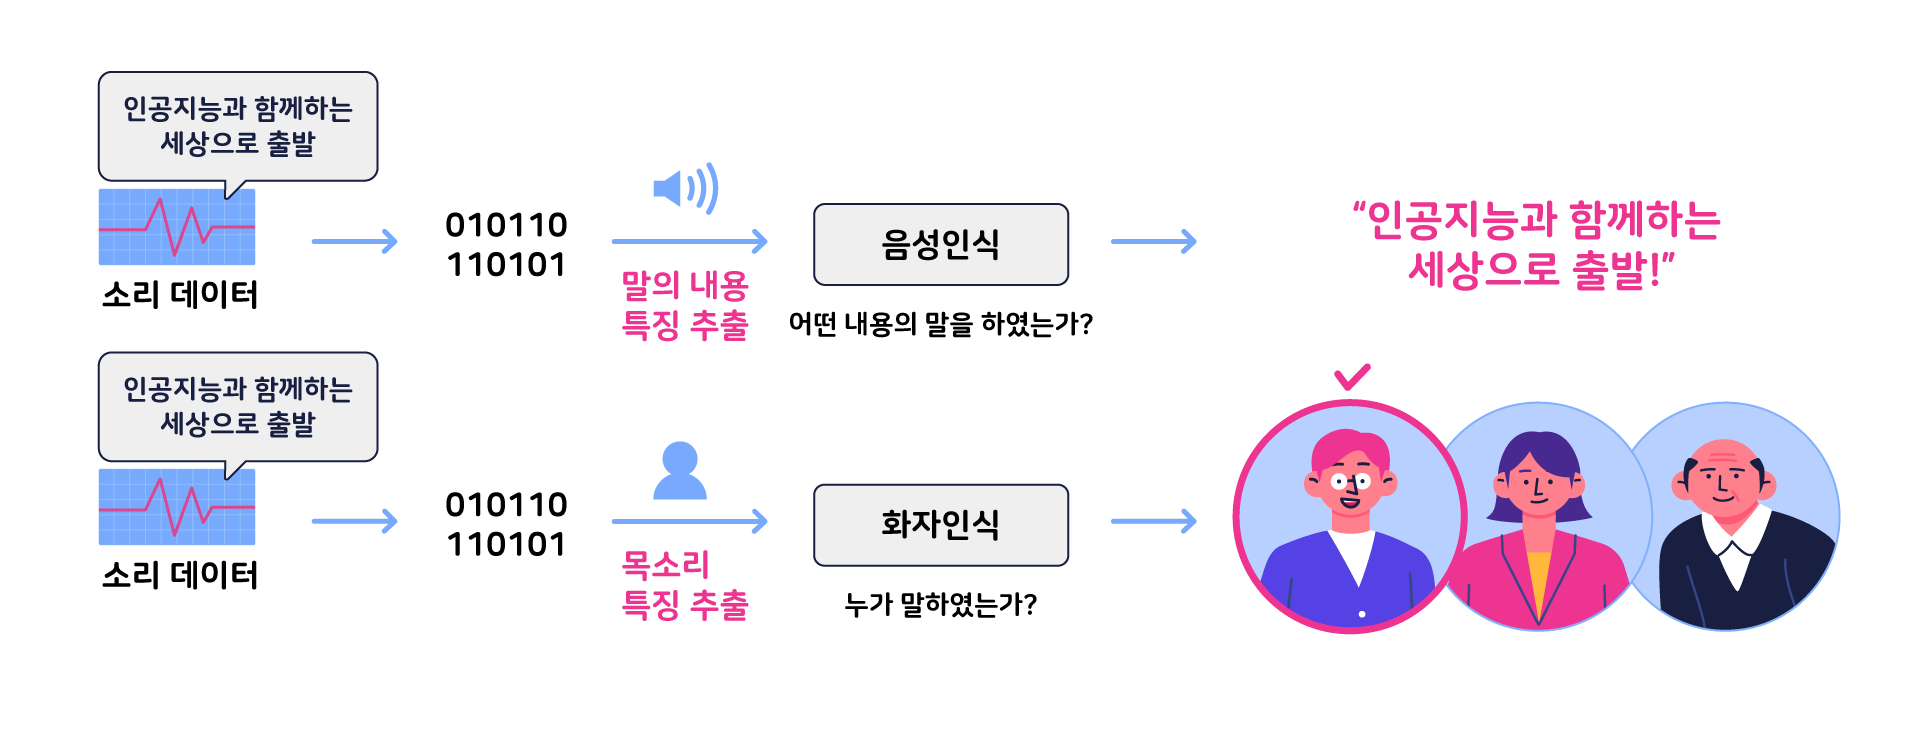 인공지능과 함께하는
세상으로 출발
소리 데이터
010110
110101
말의 내용
특징 추출
음성인식
어떤 내용의 말을 하였는가?
“인공지능과 함께하는
세상으로 출발!”
인공지능과 함께하는
세상으로 출발
소리 데이터
010110
110101
목소리
특징 추출
화자인식
누가 말하였는가?